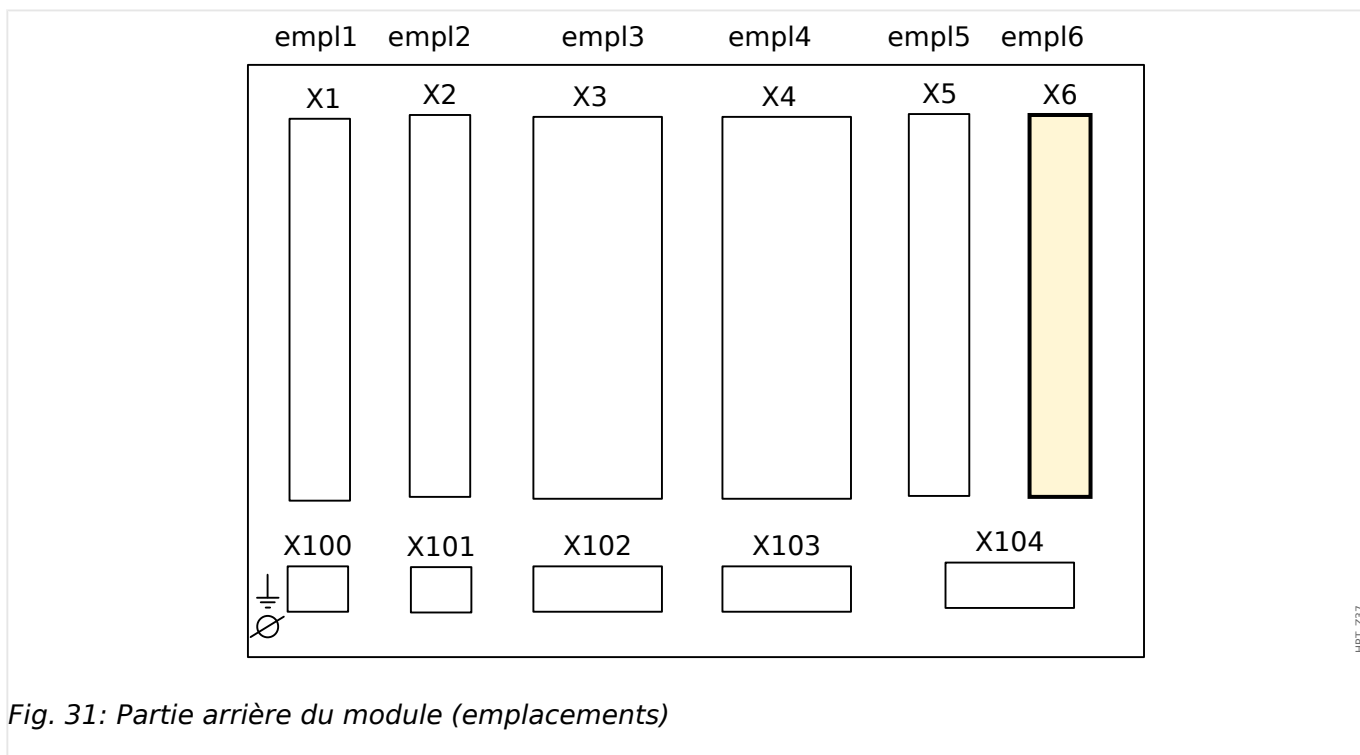 empl1 empl2 empl3 empl4 empl5 empl6
X1 X2 X3 X4 X5 X6
X100 X101 X102 X103 X104
Fig. 31: Partie arrière du module (emplacements)